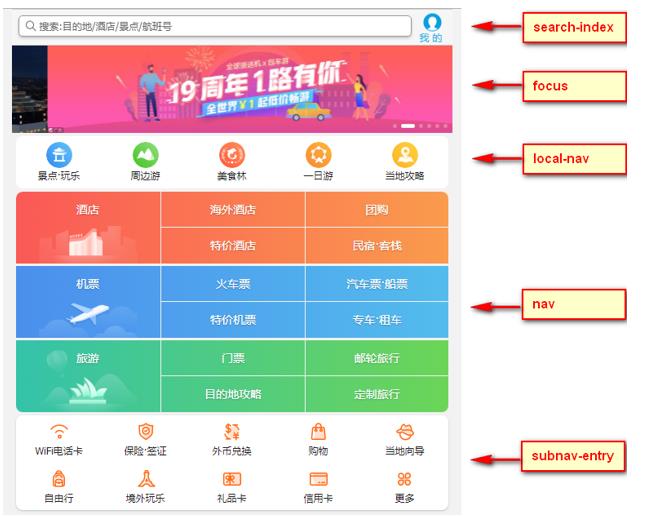 搜索:目的地/酒店/景点/航班号
我的
search-index
全球接送机 x 包车游
19周年1路有你
全世界¥1起低价畅游
focus
景点·玩乐 周边游 美食林 一日游 当地攻略
local-nav
酒店 海外酒店 团购
特价酒店 民宿·客栈
机票 火车票 汽车票·船票
特价机票 专车·租车
nav
旅游 门票 邮轮旅行
目的地攻略 定制旅行
WiFi电话卡 保险·签证 外币兑换 购物 当地向导
subnav-entry
自由行 境外玩乐 礼品卡 信用卡 更多